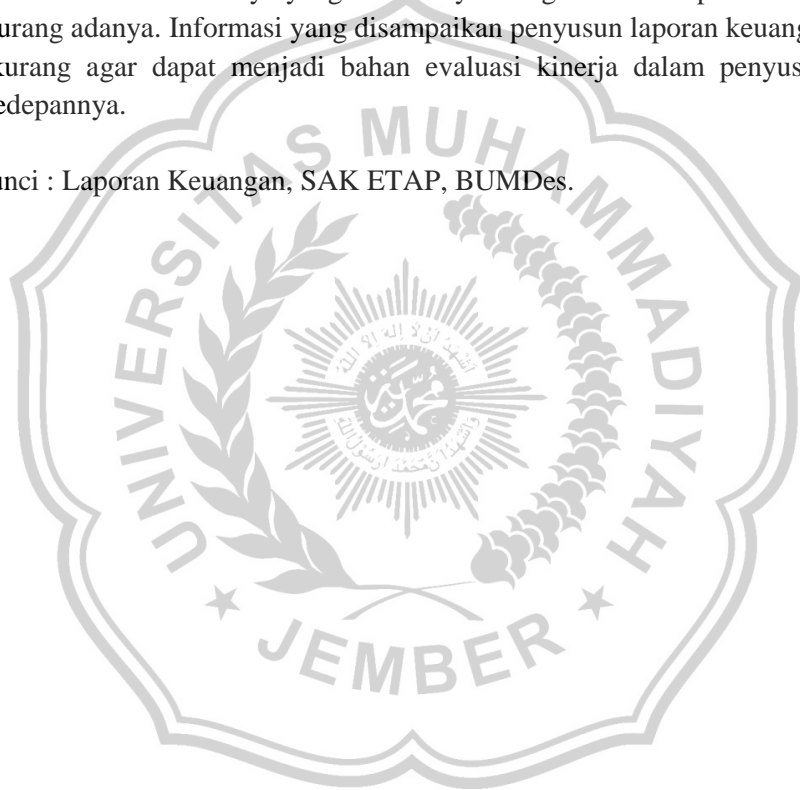 urang adanya. Informasi yang disampaikan penyusun laporan keuang
kurang agar dapat menjadi bahan evaluasi kinerja dalam penyus
edepannya.
unci : Laporan Keuangan, SAK ETAP, BUMDes.
UNIVERSITAS MUHAMMADIYAH
JEMBER